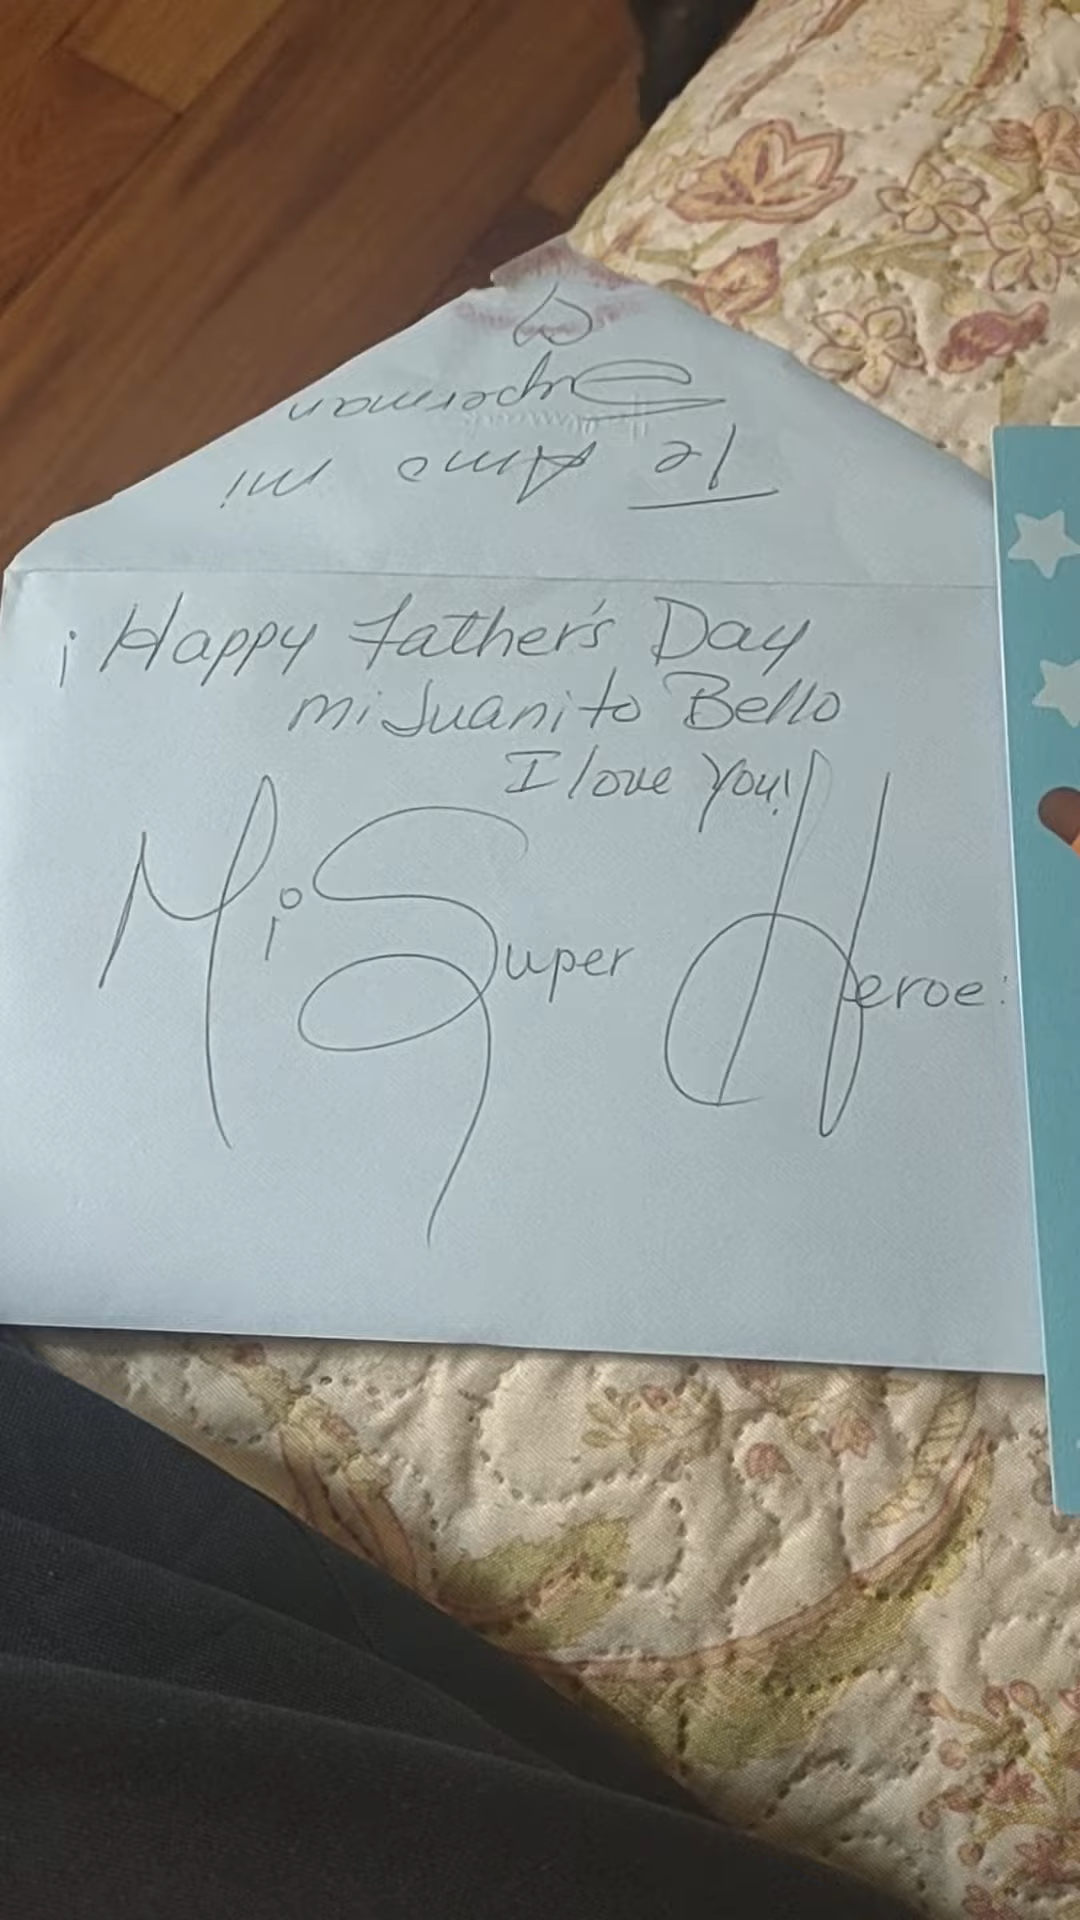 Te Amo mi
Superman
¡Happy Father's Day
mi Juanito Bello
I love You!
Mi Super Heroe!